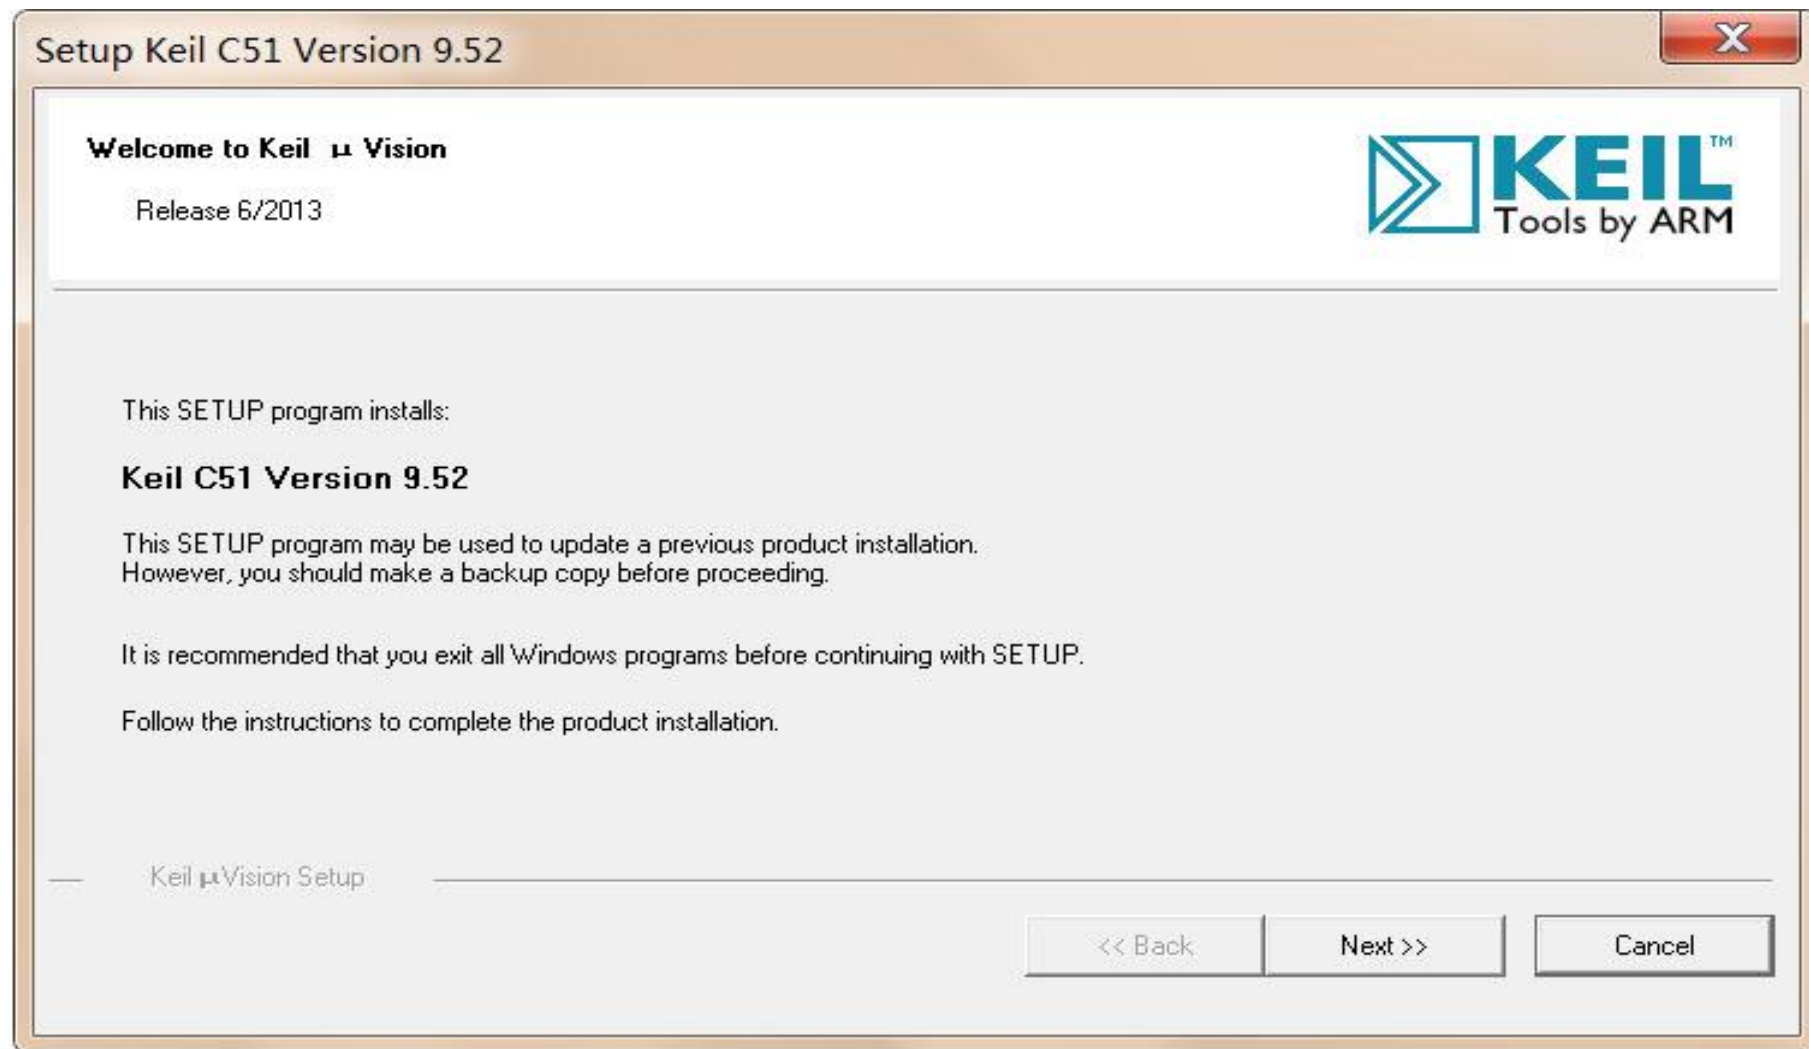 Setup Keil C51 Version 9.52
Welcome to Keil μ Vision
Release 6/2013
KEIL™
Tools by ARM
This SETUP program installs:
Keil C51 Version 9.52
This SETUP program may be used to update a previous product installation.
However, you should make a backup copy before proceeding.
It is recommended that you exit all Windows programs before continuing with SETUP.
Follow the instructions to complete the product installation.
Keil μVision Setup
<< Back
Next >>
Cancel